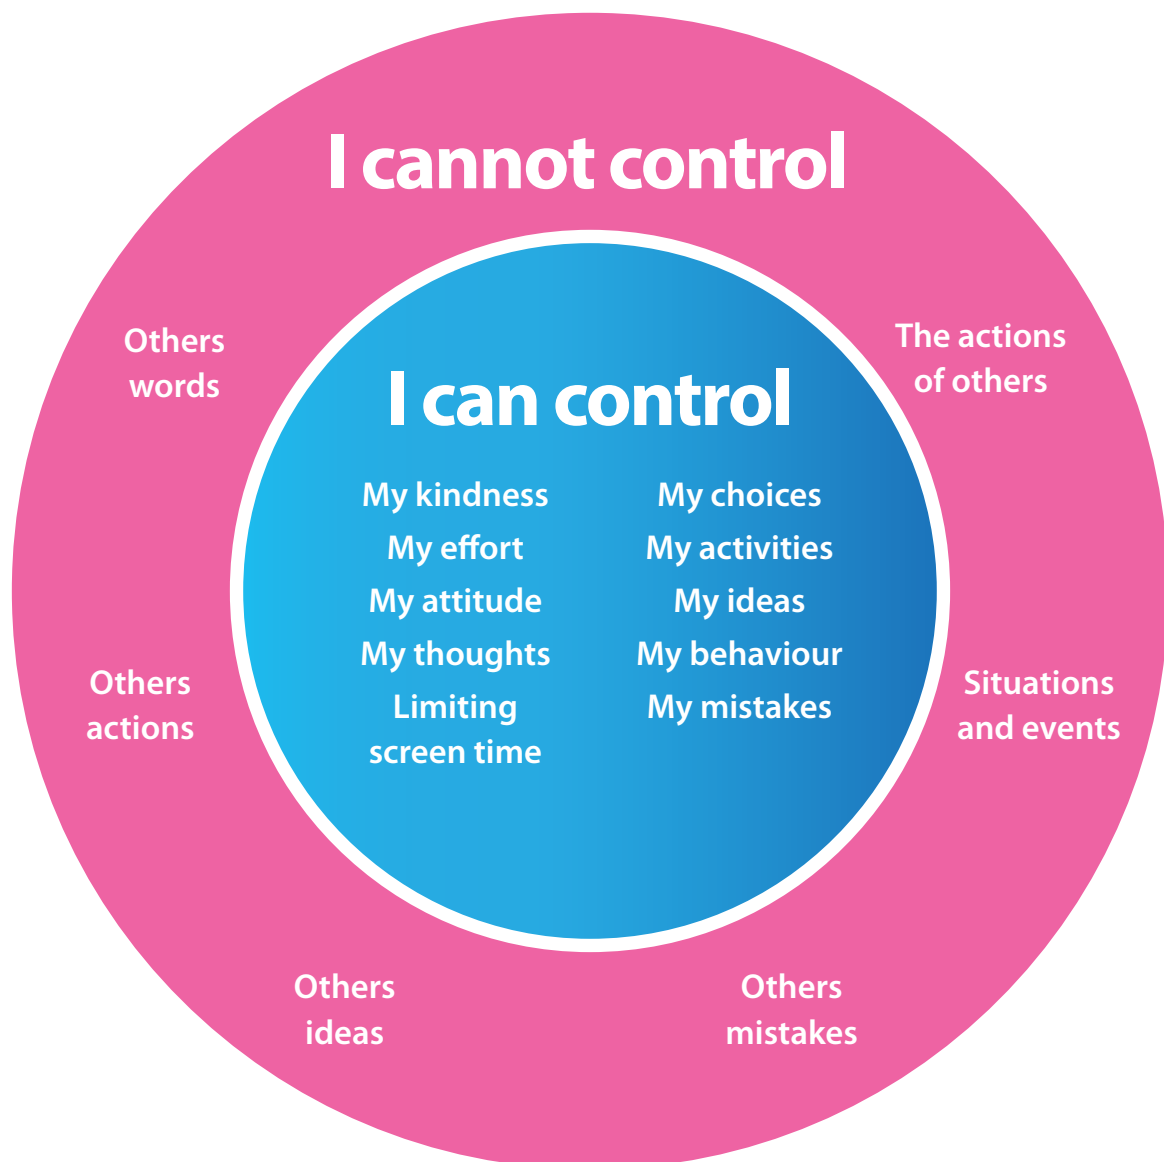 I cannot control
Others
words
The actions
of others
I can control
My kindness
My effort
My attitude
My thoughts
Limiting
screen time
My choices
My activities
My ideas
My behaviour
My mistakes
Others
actions
Situations
and events
Others
ideas
Others
mistakes